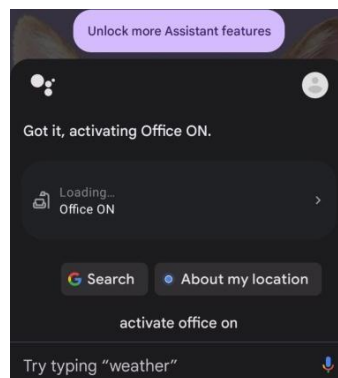 Unlock more Assistant features
Got it, activating Office ON.
Loading...
Office ON
Search
About my location
activate office on
Try typing “weather”